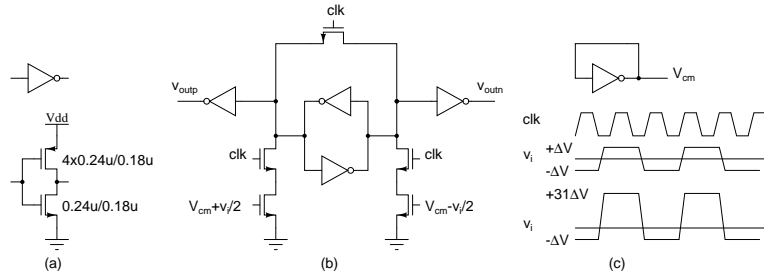 clk
v_outp
v_outn
V_cm
Vdd
clk
+ΔV
v_i
-ΔV
clk
clk
4x0.24u/0.18u
0.24u/0.18u
V_cm+v_i/2
V_cm-v_i/2
+31ΔV
v_i
-ΔV
(a)
(b)
(c)